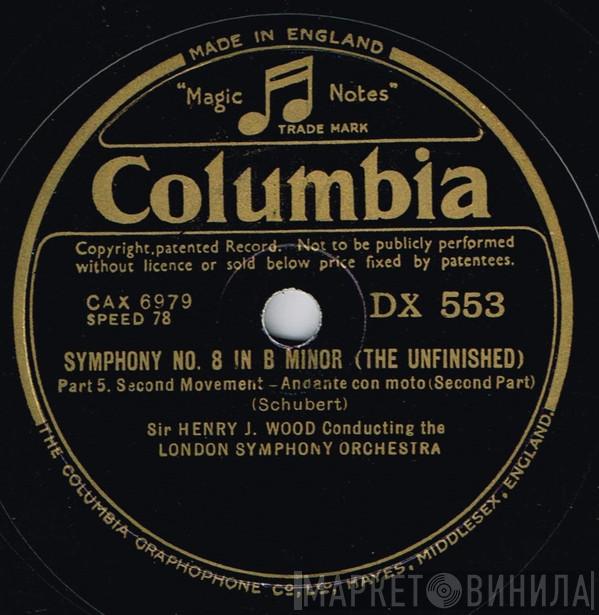 MADE IN ENGLAND
"Magic Notes"
TRADE MARK
Columbia
Copyright, patented Record. Not to be publicly performed
without licence or sold below price fixed by patentees.
CAX 6979
SPEED 78
DX 553
SYMPHONY NO. 8 IN B MINOR (THE UNFINISHED)
Part 5. Second Movement - Andante con moto (Second Part)
(Schubert)
Sir HENRY J. WOOD Conducting the
LONDON SYMPHONY ORCHESTRA
THE COLUMBIA GRAPHOPHONE CO., LTD., HAYES, MIDDLESEX, ENGLAND.
МАРКЕТ ВИНИЛА